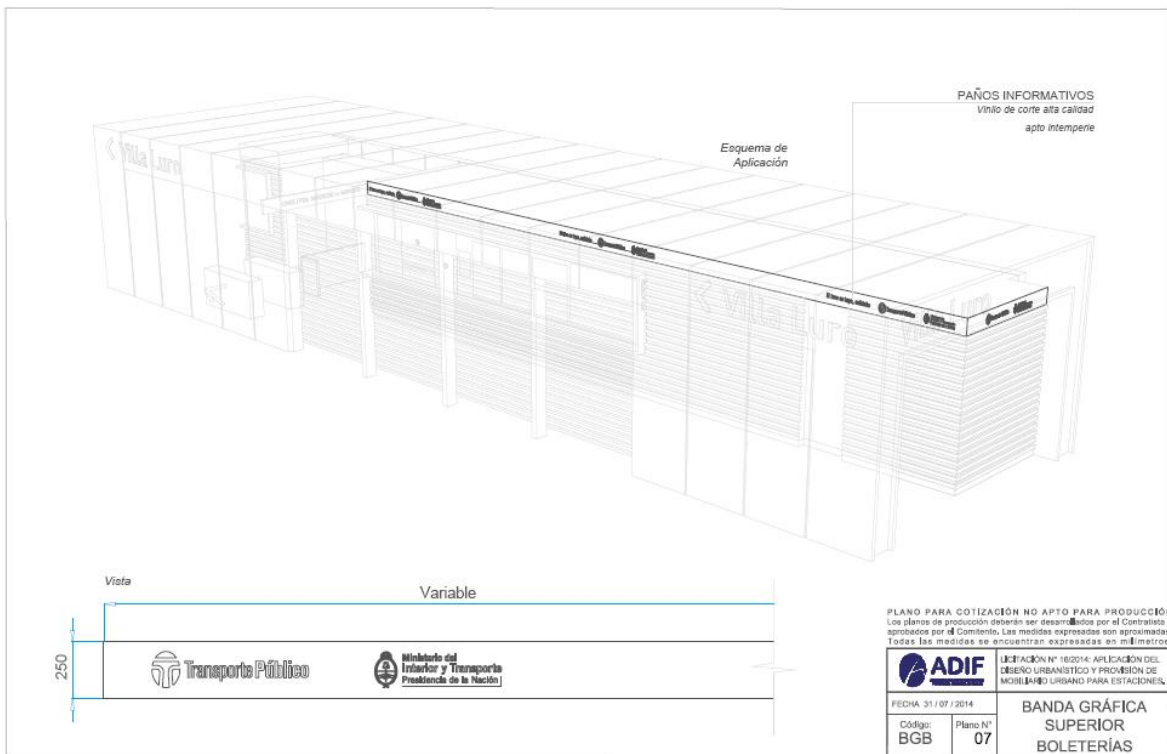 PAÑOS INFORMATIVOS
Vinilo de corte alta calidad
apto intemperie
Esquema de
Aplicación
Villa Luro
Villa Luro
Vista
Variable
250
Transporte Público
Ministerio del
Interior y Transporte
Presidencia de la Nación
PLANO PARA COTIZACIÓN NO APTO PARA PRODUCCIÓN
Los planos de producción deberán ser desarrollados por el Contratista
aprobados por el Comitente. Las medidas expresadas son aproximadas
Todas las medidas se encuentran expresadas en milímetros
ADIF
LICITACIÓN N° 16/2014: APLICACIÓN DEL
DISEÑO URBANÍSTICO Y PROVISIÓN DE
MOBILIARIO URBANO PARA ESTACIONES.
FECHA 31 / 07 / 2014
Código:
BGB
Plano N°
07
BANDA GRÁFICA
SUPERIOR
BOLETERÍAS